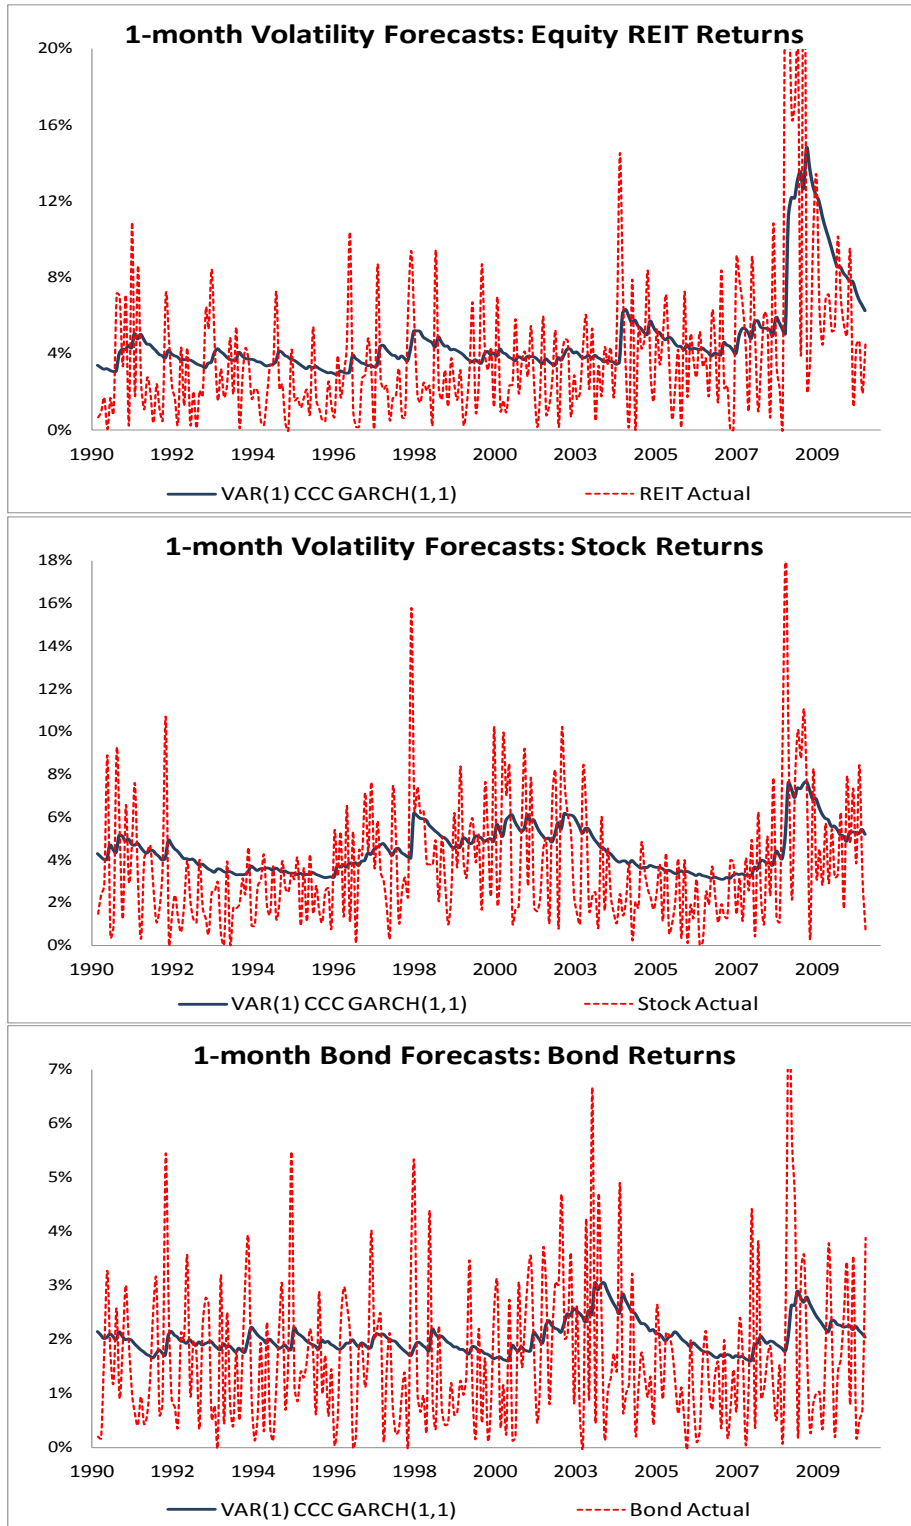 1-month Volatility Forecasts: Equity REIT Returns
20%
16%
12%
8%
4%
0%
1990 1992 1994 1996 1998 2000 2003 2005 2007 2009
VAR(1) CCC GARCH(1,1) REIT Actual
1-month Volatility Forecasts: Stock Returns
18%
16%
14%
12%
10%
8%
6%
4%
2%
0%
1990 1992 1994 1996 1998 2000 2003 2005 2007 2009
VAR(1) CCC GARCH(1,1) Stock Actual
1-month Bond Forecasts: Bond Returns
7%
6%
5%
4%
3%
2%
1%
0%
1990 1992 1994 1996 1998 2000 2003 2005 2007 2009
VAR(1) CCC GARCH(1,1) Bond Actual